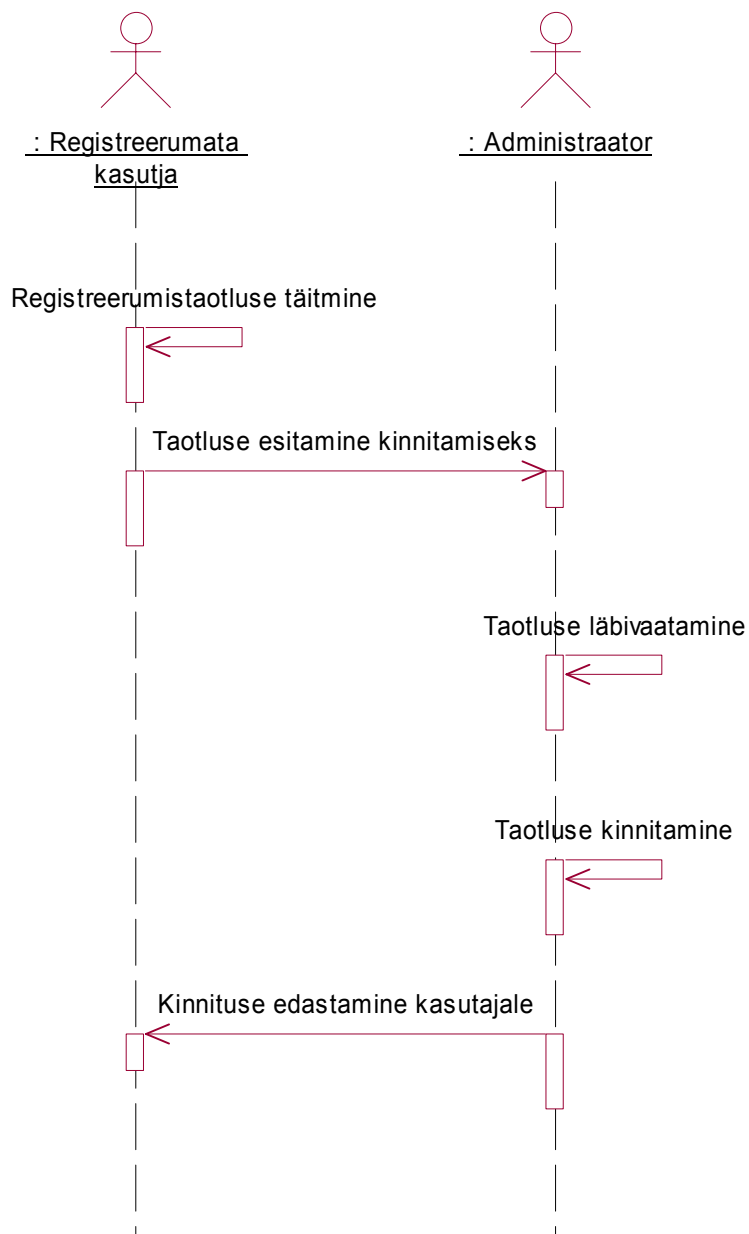 : Registreerumata
kasutja
: Administraator
Registreerumistaotluse täitmine
Taotluse esitamine kinnitamiseks
Taotluse läbivaatamine
Taotluse kinnitamine
Kinnituse edastamine kasutajale